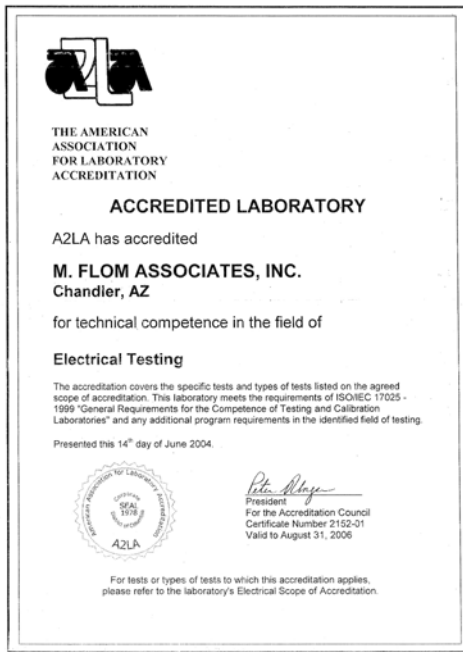 A2LA
THE AMERICAN
ASSOCIATION
FOR LABORATORY
ACCREDITATION
ACCREDITED LABORATORY
A2LA has accredited
M. FLOM ASSOCIATES, INC.
Chandler, AZ
for technical competence in the field of
Electrical Testing
The accreditation covers the specific tests and types of tests listed on the agreed
scope of accreditation. This laboratory meets the requirements of ISO/IEC 17025 -
1999 "General Requirements for the Competence of Testing and Calibration
Laboratories" and any additional program requirements in the identified field of testing.
Presented this 14th day of June 2004.
American Association for Laboratory Accreditation
Corporate
SEAL
1978
District of Columbia
A2LA
Peter
President
For the Accreditation Council
Certificate Number 2152-01
Valid to August 31, 2006
For tests or types of tests to which this accreditation applies,
please refer to the laboratory's Electrical Scope of Accreditation.